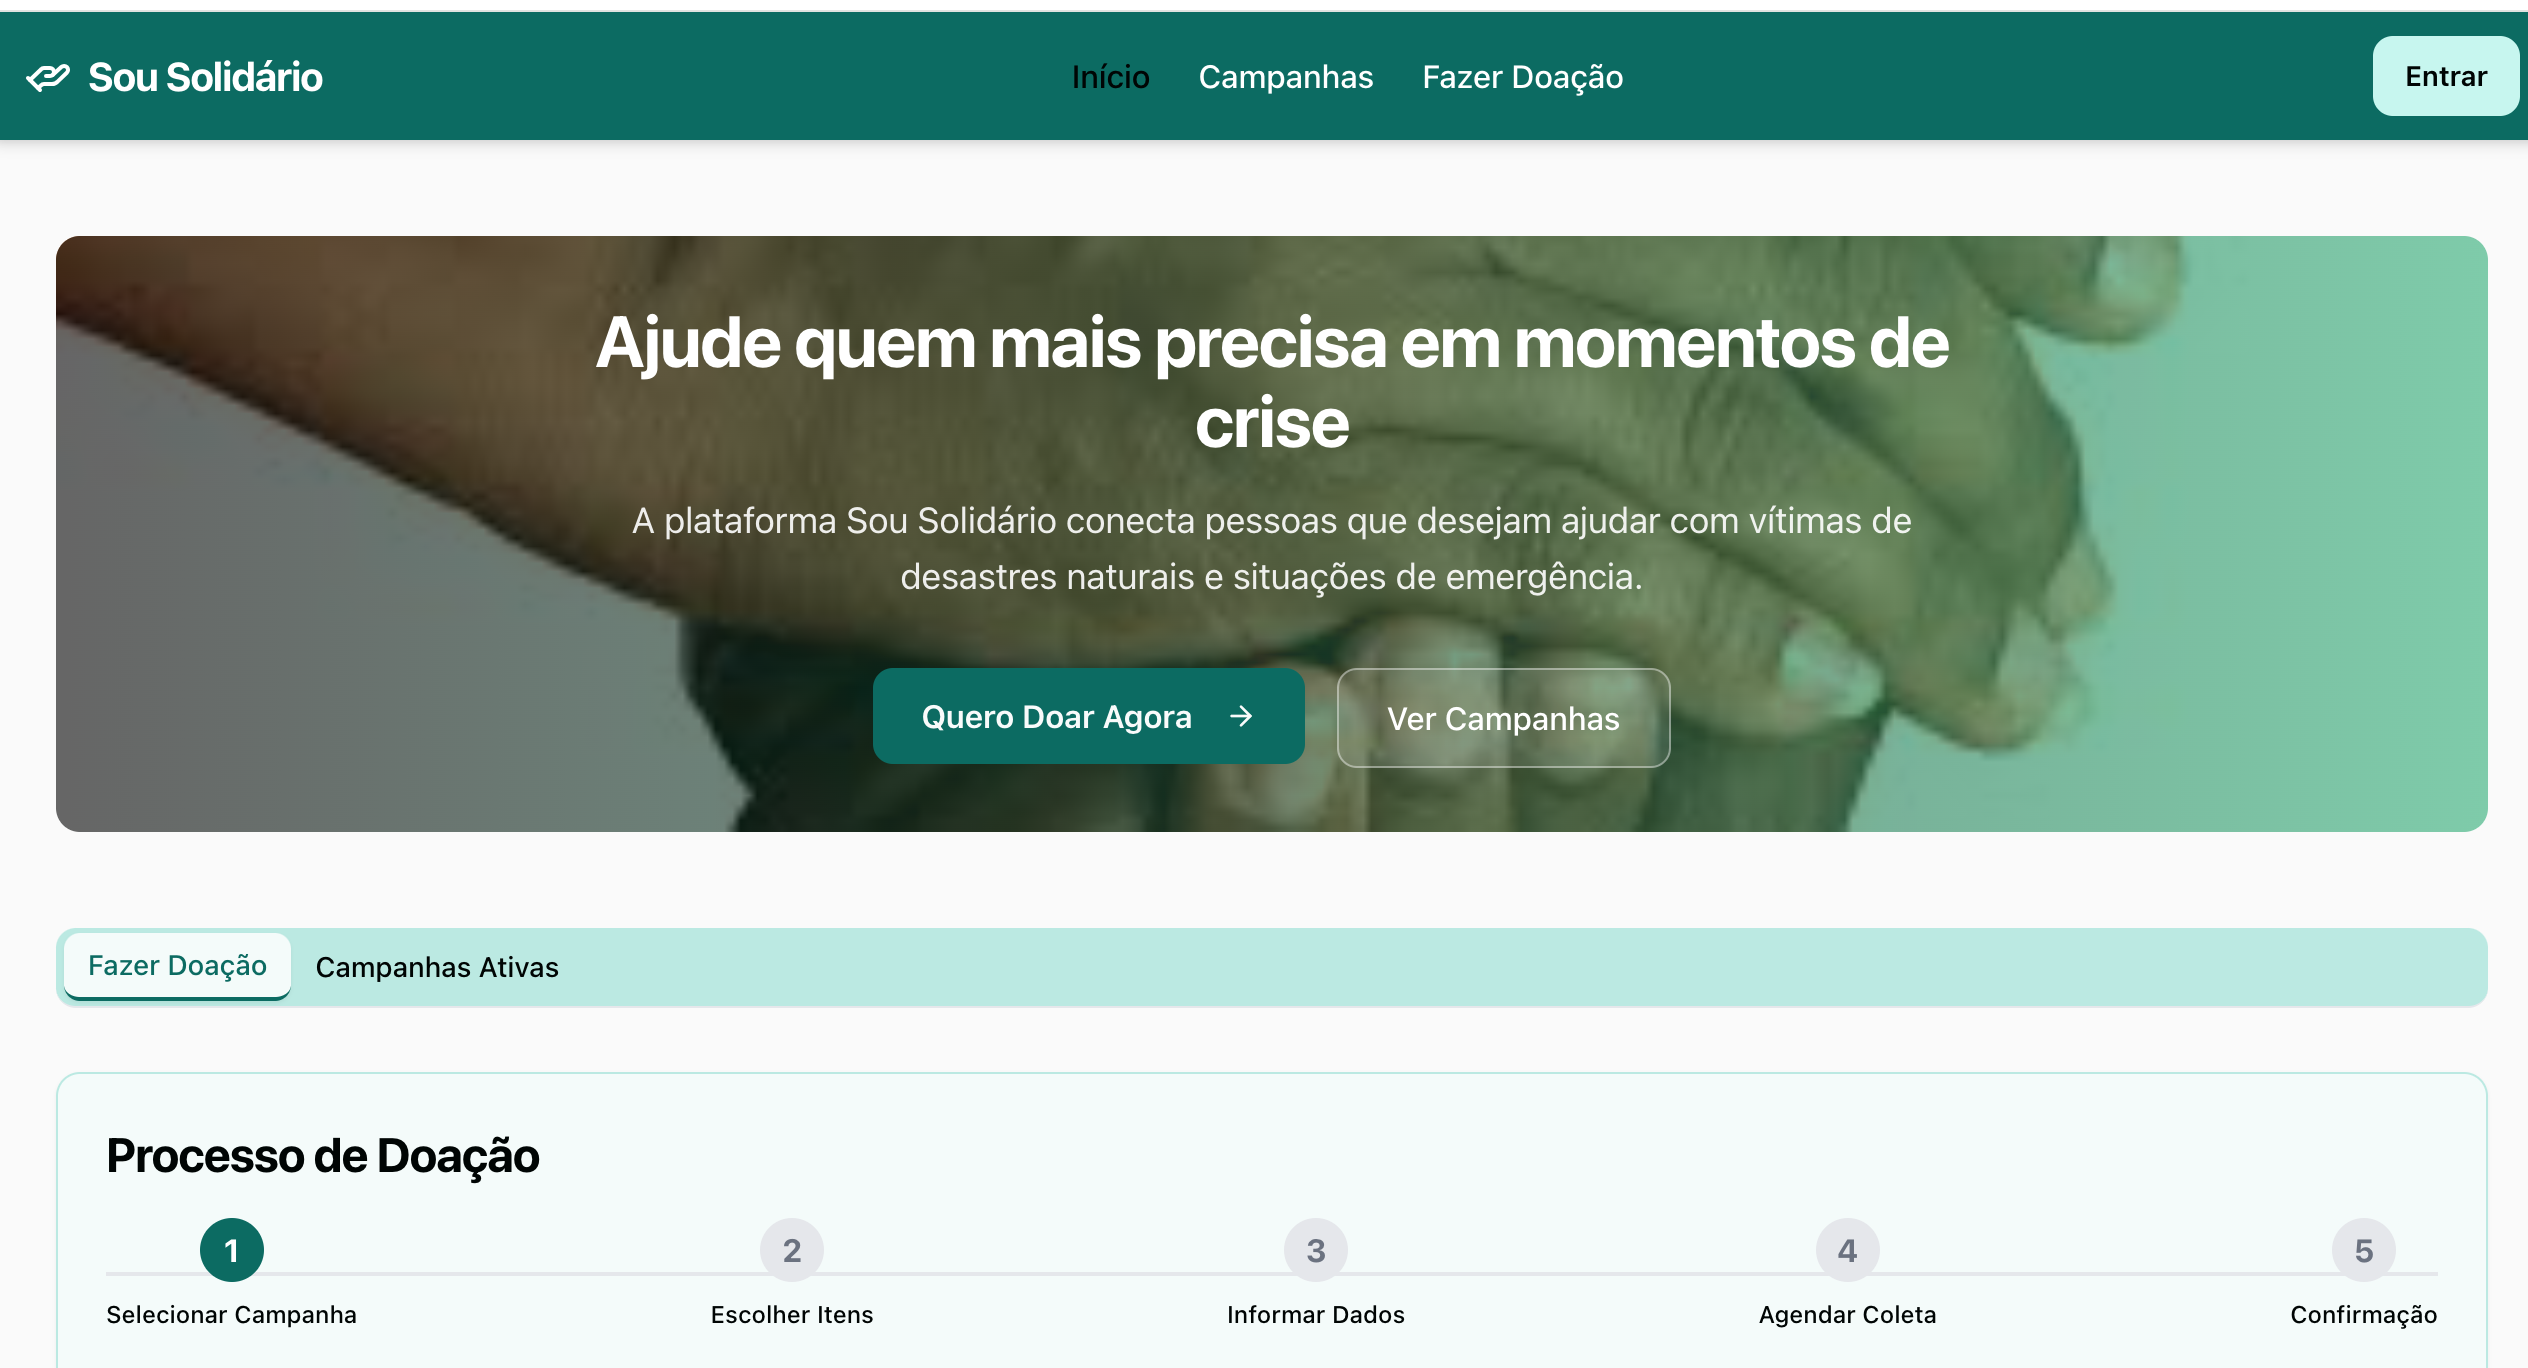 Sou Solidário
Início
Campanhas
Fazer Doação
Entrar
Ajude quem mais precisa em momentos de
crise
A plataforma Sou Solidário conecta pessoas que desejam ajudar com vítimas de
desastres naturais e situações de emergência.
Quero Doar Agora
Ver Campanhas
Fazer Doação
Campanhas Ativas
Processo de Doação
1
Selecionar Campanha
2
Escolher Itens
3
Informar Dados
4
Agendar Coleta
5
Confirmação